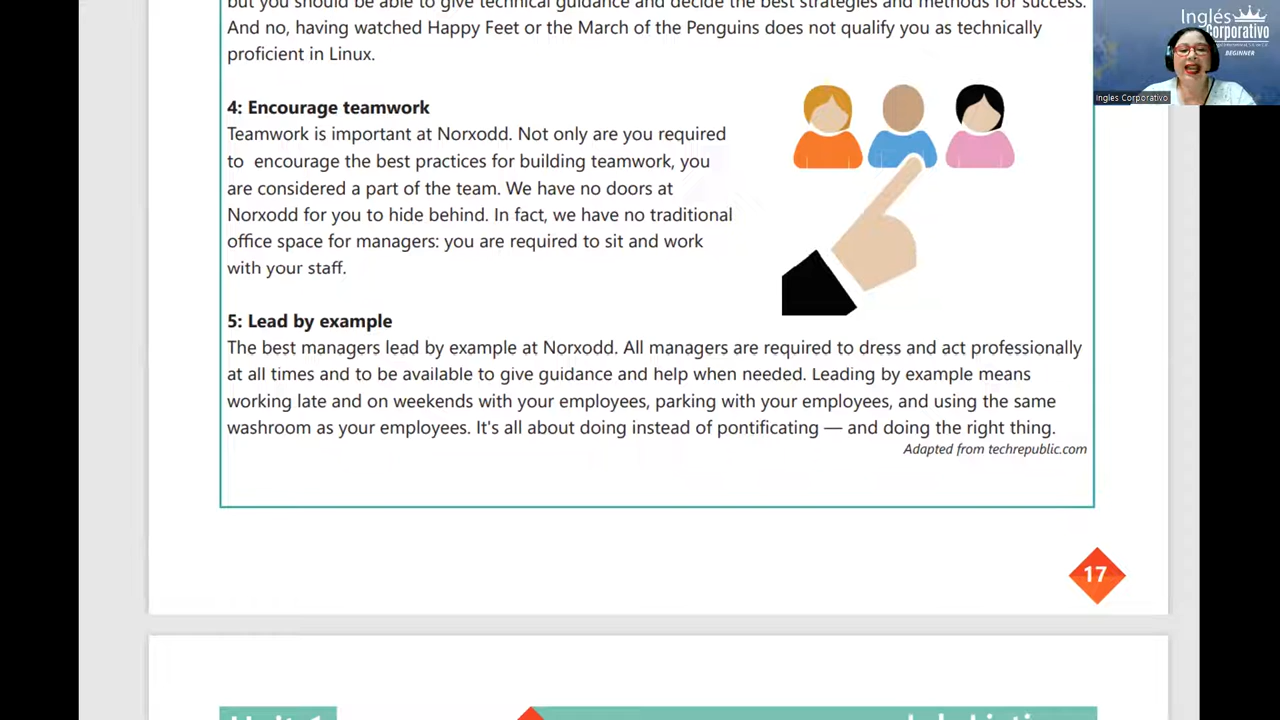 but you should be able to give technical guidance and decide the best strategies and methods for success.
And no, having watched Happy Feet or the March of the Penguins does not qualify you as technically
proficient in Linux.
4: Encourage teamwork
Teamwork is important at Norxodd. Not only are you required
to encourage the best practices for building teamwork, you
are considered a part of the team. We have no doors at
Norxodd for you to hide behind. In fact, we have no traditional
office space for managers: you are required to sit and work
with your staff.
5: Lead by example
The best managers lead by example at Norxodd. All managers are required to dress and act professionally
at all times and to be available to give guidance and help when needed. Leading by example means
working late and on weekends with your employees, parking with your employees, and using the same
washroom as your employees. It's all about doing instead of pontificating — and doing the right thing.
Adapted from techrepublic.com
17
Inglés
Corporativo
BEGINNER
Ingles Corporativo